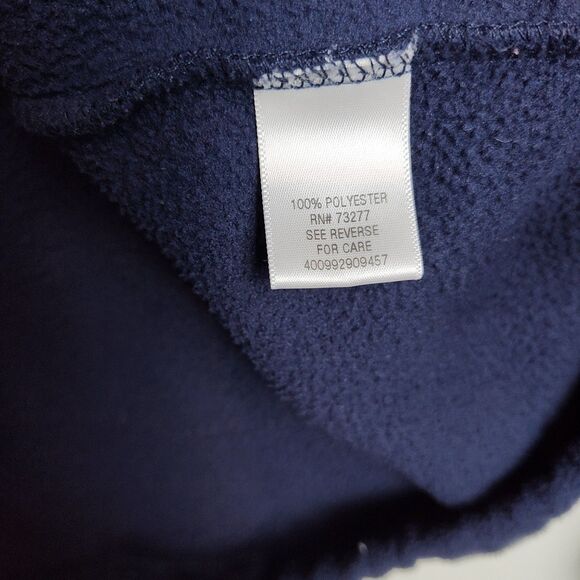 100% POLYESTER
RN# 73277
SEE REVERSE
FOR CARE
400992909457